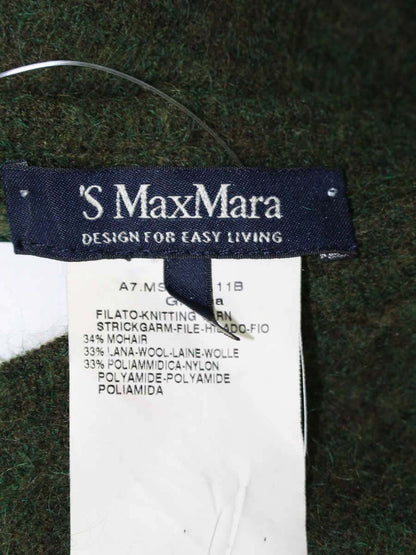 'S MaxMara
DESIGN FOR EASY LIVING
A7.MS 11B
FILATO-KNITTING
STRICKGARM-FILE-HILADO-FIO
34% MOHAIR
33% LANA-WOOL-LAINE-WOLLE
33% POLIAMMIDICA-NYLON
POLYAMIDE-POLYAMIDE
POLIAMIDA